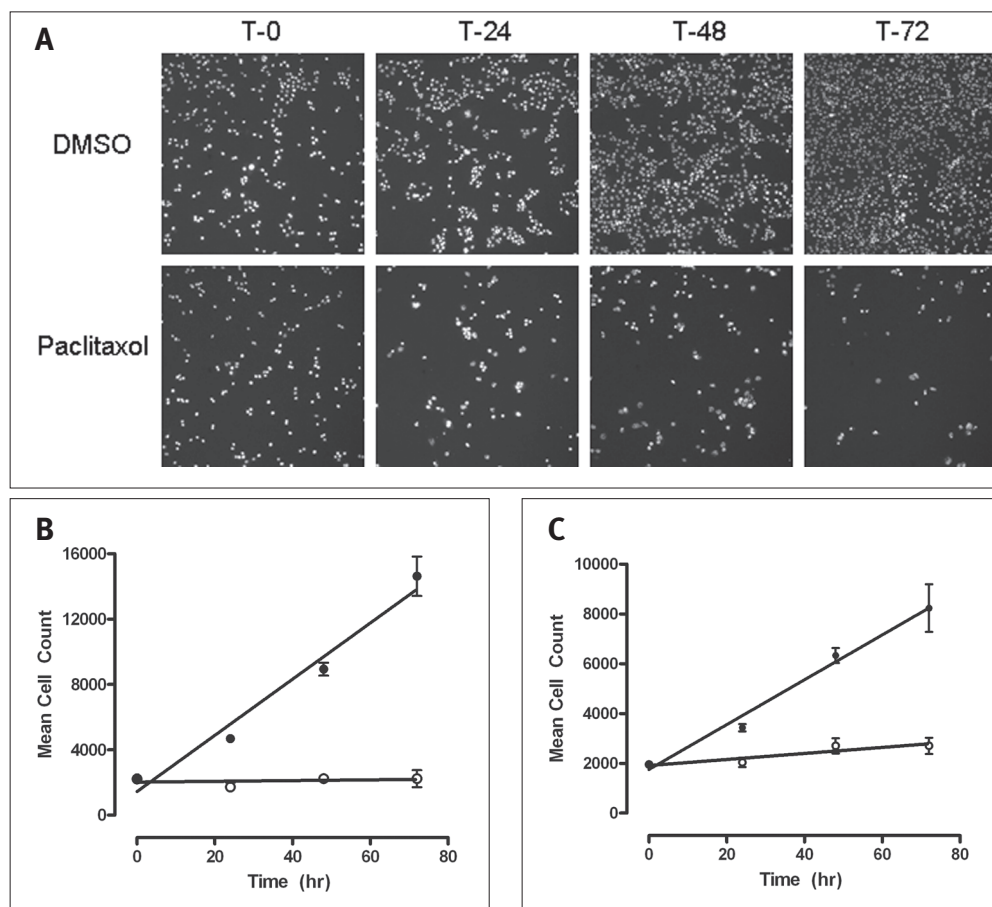 A
T-0 T-24 T-48 T-72
DMSO
Paclitaxol
B
16000
12000
8000
4000
0
Mean Cell Count
0 20 40 60 80
Time (hr)
C
10000
8000
6000
4000
2000
0
Mean Cell Count
0 20 40 60 80
Time (hr)